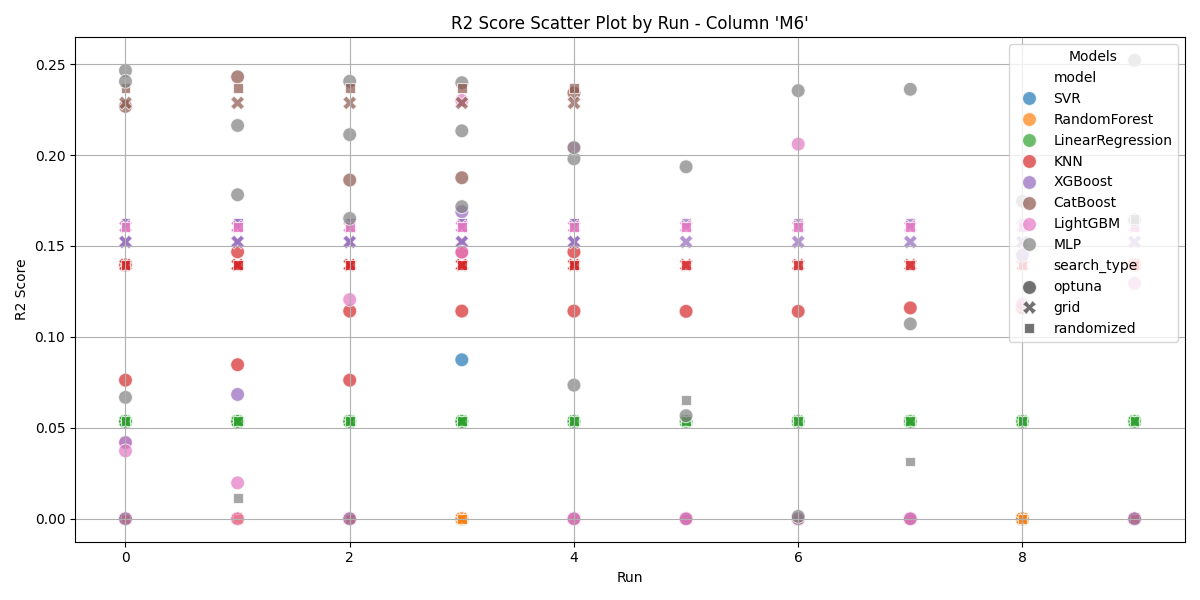 R2 Score Scatter Plot by Run - Column 'M6'
R2 Score
0.25
0.20
0.15
0.10
0.05
0.00
0
2
4
6
8
Run
Models
model
SVR
RandomForest
LinearRegression
KNN
XGBoost
CatBoost
LightGBM
MLP
search_type
optuna
grid
randomized